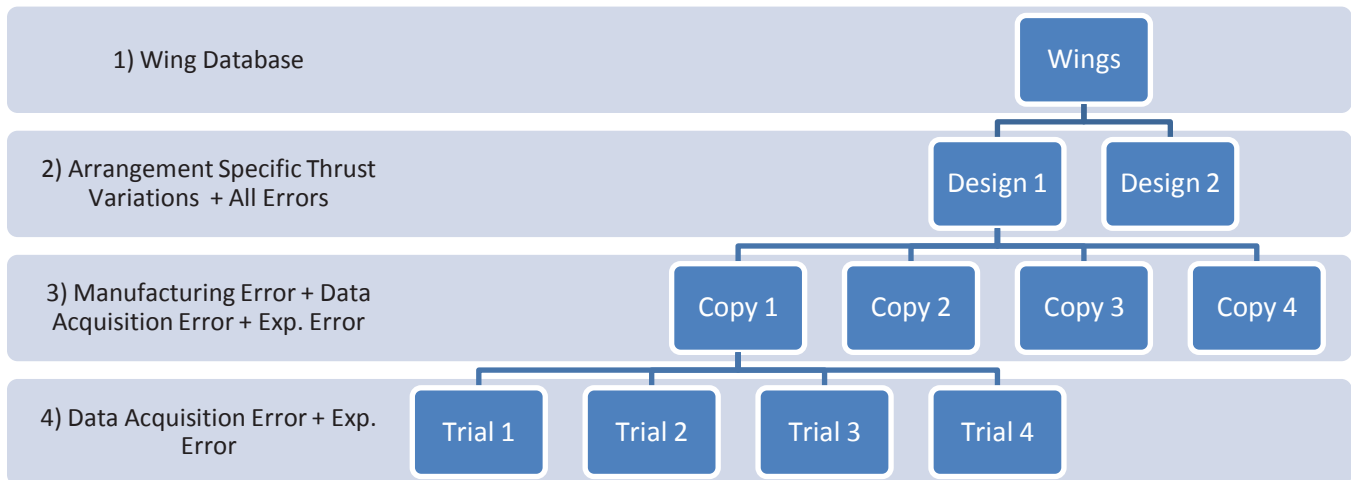 1) Wing Database
Wings
2) Arrangement Specific Thrust
Variations + All Errors
Design 1
Design 2
3) Manufacturing Error + Data
Acquisition Error + Exp. Error
Copy 1
Copy 2
Copy 3
Copy 4
4) Data Acquisition Error + Exp.
Error
Trial 1
Trial 2
Trial 3
Trial 4